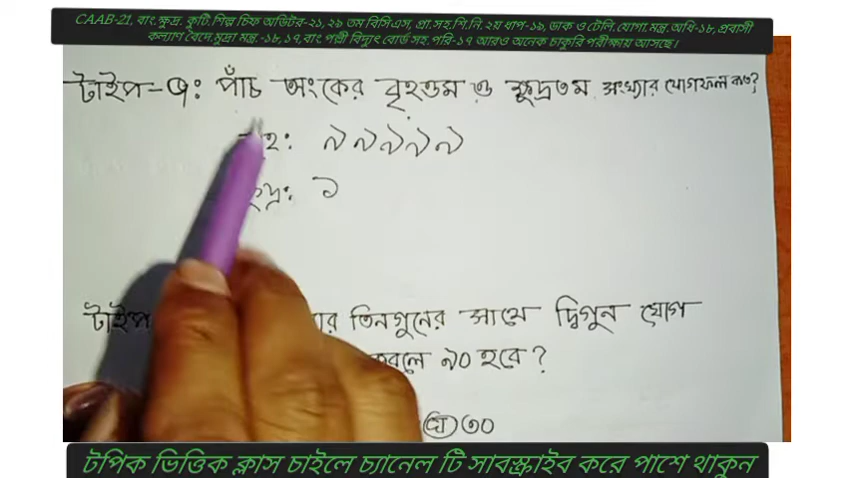 CAAB-21, বাং.ক্ষুদ্র. কুটি.শিল্প চিফ অডিটর-২১, ২৯ তম বিসিএস, প্রা.সহ.শি.নি.২য় ধাপ-১৯, ডাক ও টেলি.যোগা.মন্ত্র.অধি-১৮, প্রবাসী
কল্যাণ বৈদে.মুদ্রা মন্ত্র.-১৮,১৭,বাং পল্লী বিদ্যুৎ বোর্ড সহ.পরি-১৭ আরও অনেক চাকুরি পরীক্ষায় আসছে।
টাইপ-৭: পাঁচ অংকের বৃহত্তম ও ক্ষুদ্রতম সংখ্যার যোগফল কত?
৯৯৯৯৯
১
টাইপ তিনগুনের সাথে দ্বিগুন যোগ
করলে ৯০ হবে?
ঘ ৩০
টপিক ভিত্তিক ক্লাস চাইলে চ্যানেল টি সাবস্ক্রাইব করে পাশে থাকুন